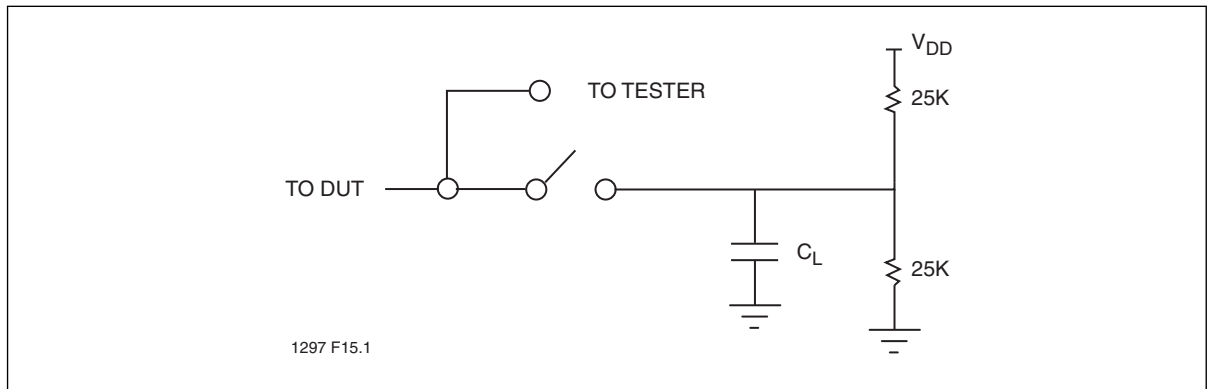 V_DD
TO TESTER
25K
TO DUT
C_L
25K
1297 F15.1